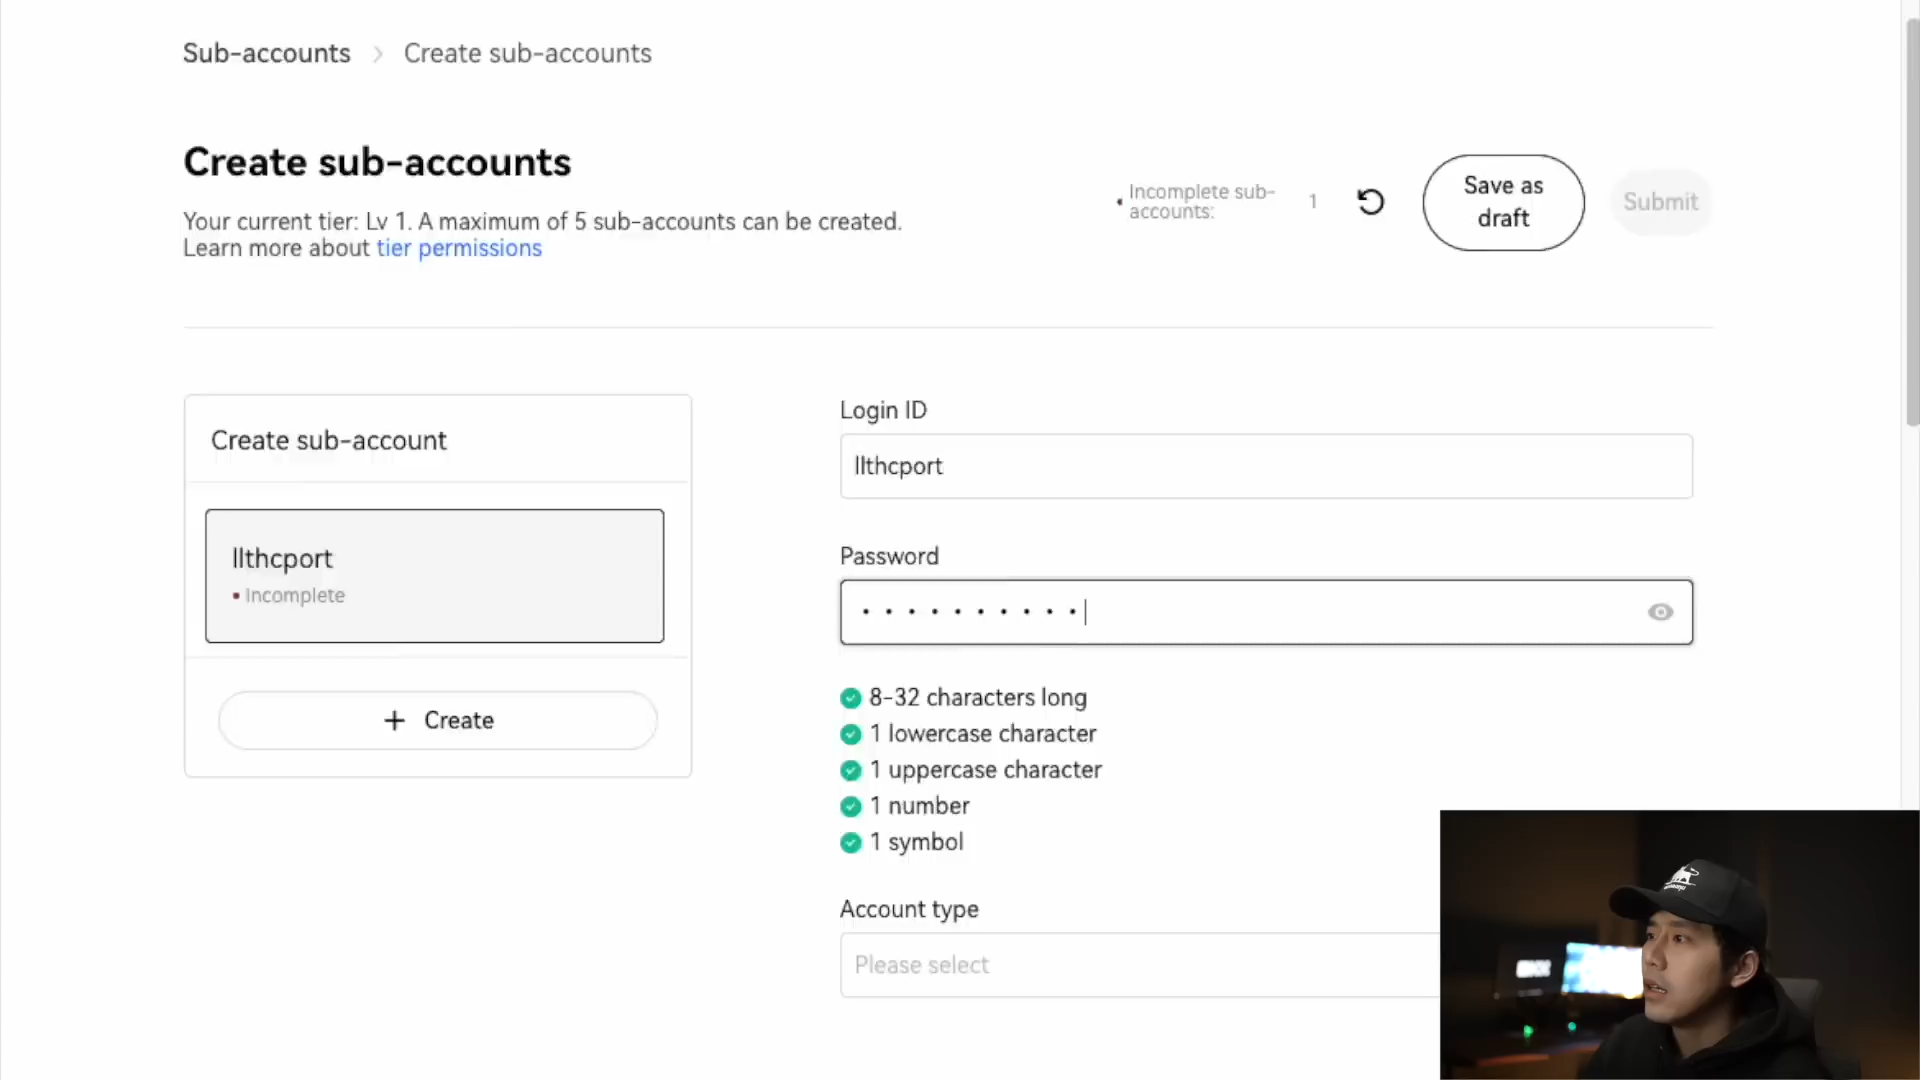 Sub-accounts > Create sub-accounts
Create sub-accounts
Your current tier: Lv 1. A maximum of 5 sub-accounts can be created.
Learn more about tier permissions
Incomplete sub-
accounts:
1
Save as
draft
Submit
Create sub-account
llthcport
Incomplete
+ Create
Login ID
llthcport
Password
8-32 characters long
1 lowercase character
1 uppercase character
1 number
1 symbol
Account type
Please select